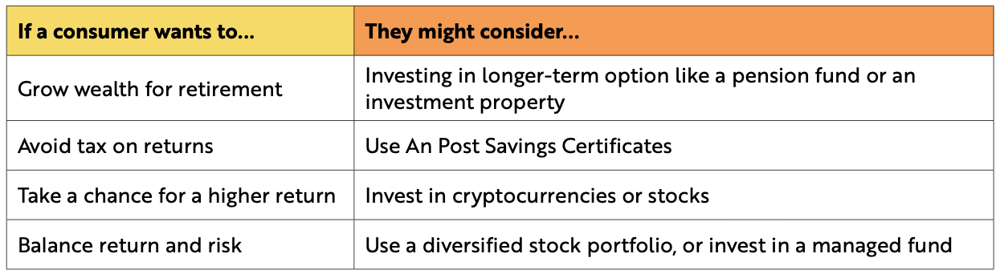 If a consumer wants to...
They might consider...
Grow wealth for retirement
Investing in longer-term option like a pension fund or an
investment property
Avoid tax on returns
Use An Post Savings Certificates
Take a chance for a higher return
Invest in cryptocurrencies or stocks
Balance return and risk
Use a diversified stock portfolio, or invest in a managed fund